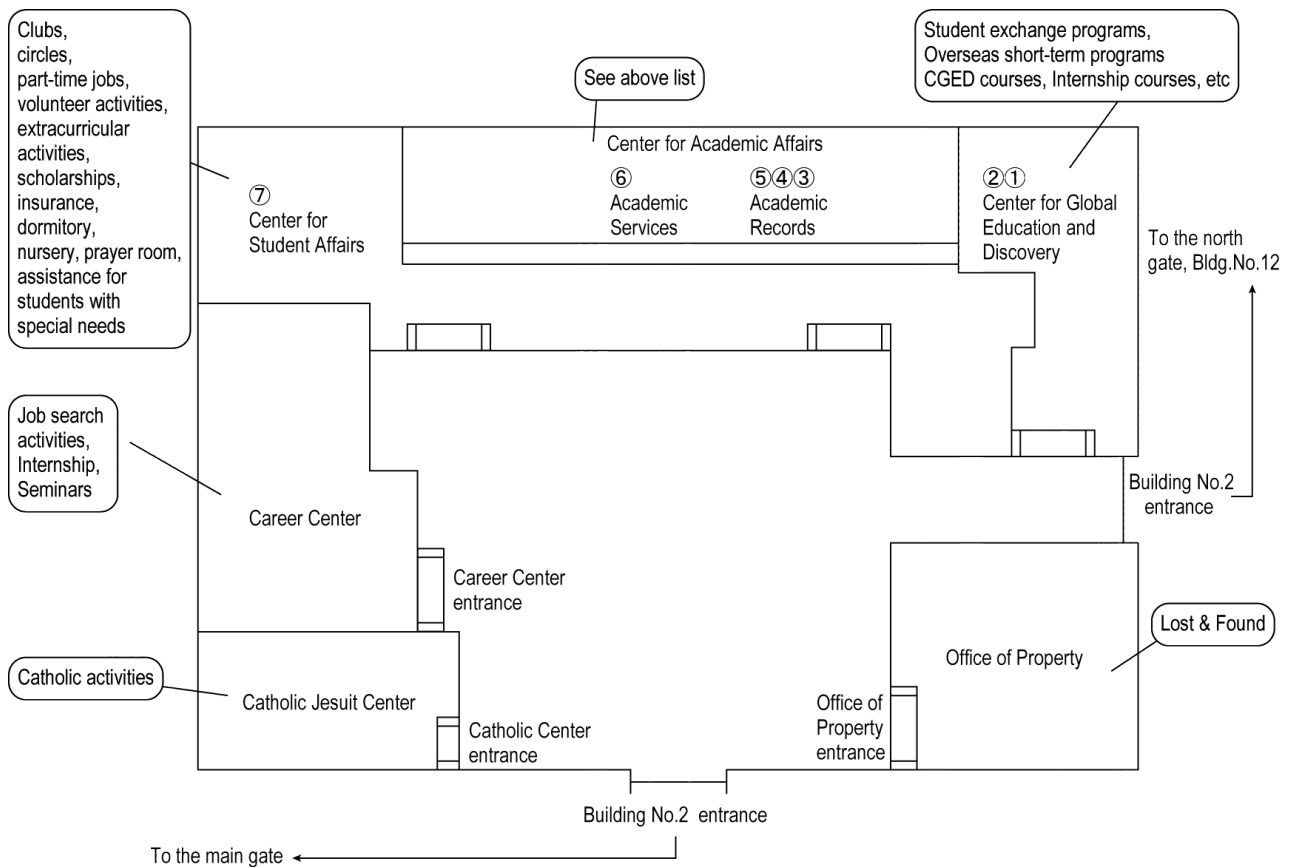 Clubs,
circles,
part-time jobs,
volunteer activities,
extracurricular
activities,
scholarships,
insurance,
dormitory,
nursery, prayer room,
assistance for
students with
special needs
See above list
Student exchange programs,
Overseas short-term programs
CGED courses, Internship courses, etc
Center for Academic Affairs
⑦
Center for
Student Affairs
⑥
Academic
Services
⑤④③
Academic
Records
②①
Center for Global
Education and
Discovery
To the north
gate, Bldg.No.12
Job search
activities,
Internship,
Seminars
Career Center
Building No.2
entrance
Career Center
entrance
Lost & Found
Office of Property
Catholic activities
Catholic Jesuit Center
Catholic Center
entrance
Office of
Property
entrance
Building No.2 entrance
To the main gate